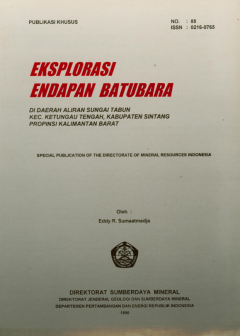 PUBLIKASI KHUSUS
NO. : 88
ISSN : 0216-0765
EKSPLORASI
ENDAPAN BATUBARA
DI DAERAH ALIRAN SUNGAI TABUN
KEC. KETUNGAU TENGAH, KABUPATEN SINTANG
PROPINSI KALIMANTAN BARAT
SPECIAL PUBLICATION OF THE DIRECTORATE OF MINERAL RESOURCES INDONESIA
Oleh :
Eddy R. Sumaatmadja
DIREKTORAT SUMBERDAYA MINERAL
DIREKTORAT JENDERAL GEOLOGI DAN SUMBERDAYA MINERAL
DEPARTEMEN PERTAMBANGAN DAN ENERGI REPUBLIK INDONESIA